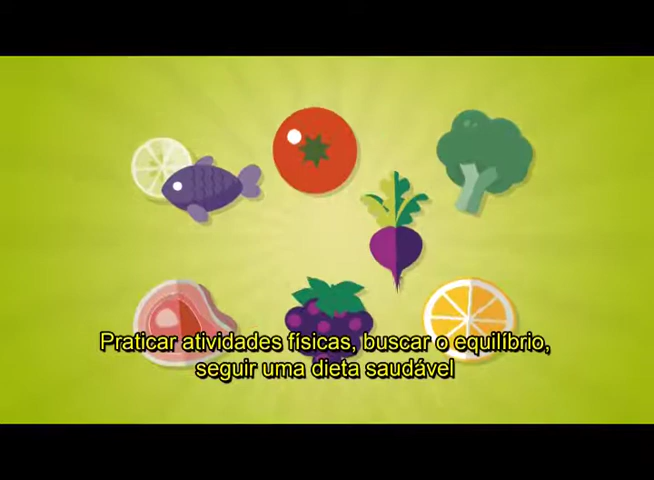 Praticar atividades físicas, buscar o equilíbrio,
seguir uma dieta saudável